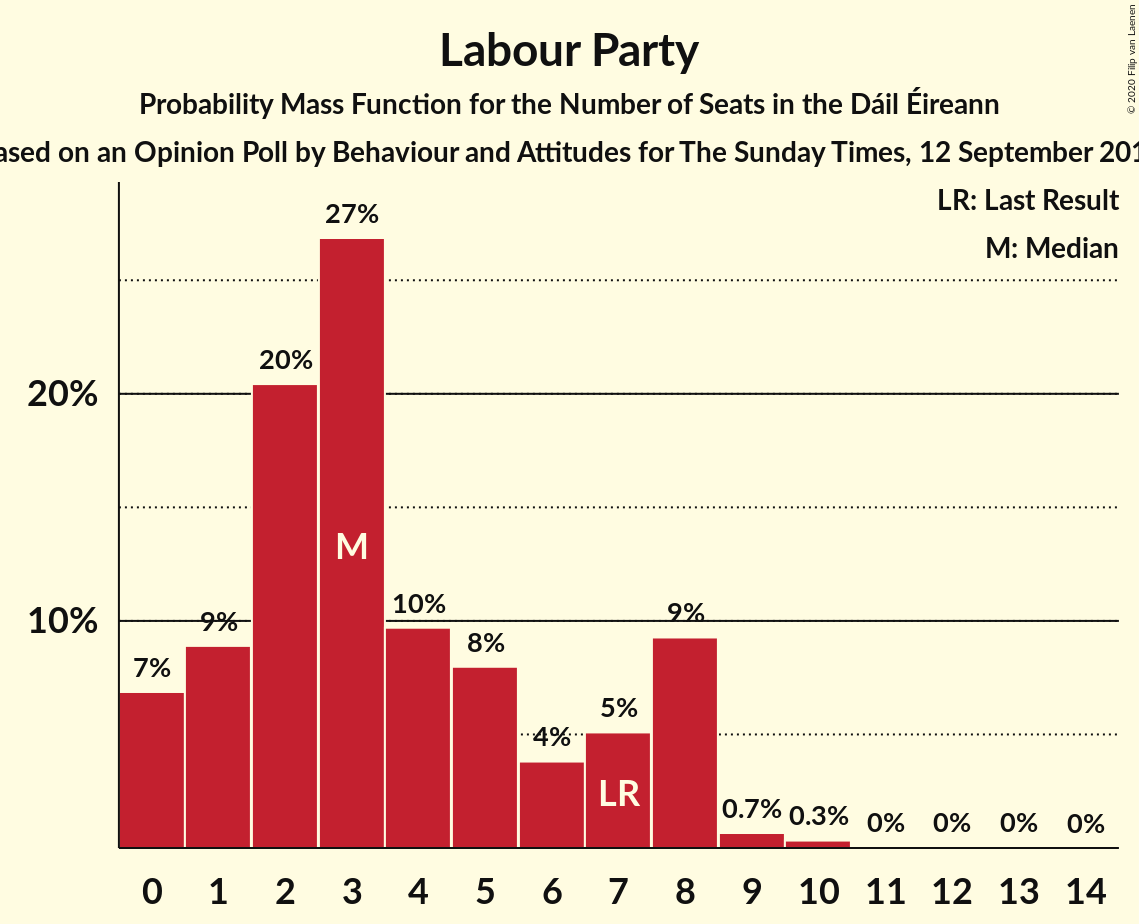 Labour Party
Probability Mass Function for the Number of Seats in the Dáil Éireann
on an Opinion Poll by Behaviour and Attitudes for The Sunday Times, 12 September
© 2020 Filip van Laenen
LR: Last Result
M: Median
27%
20%
20%
M
10%
10%
9%
9%
8%
7%
5%
4%
LR
0.7%
0.3%
0%
0%
0%
0%
0 1 2 3 4 5 6 7 8 9 10 11 12 13 14